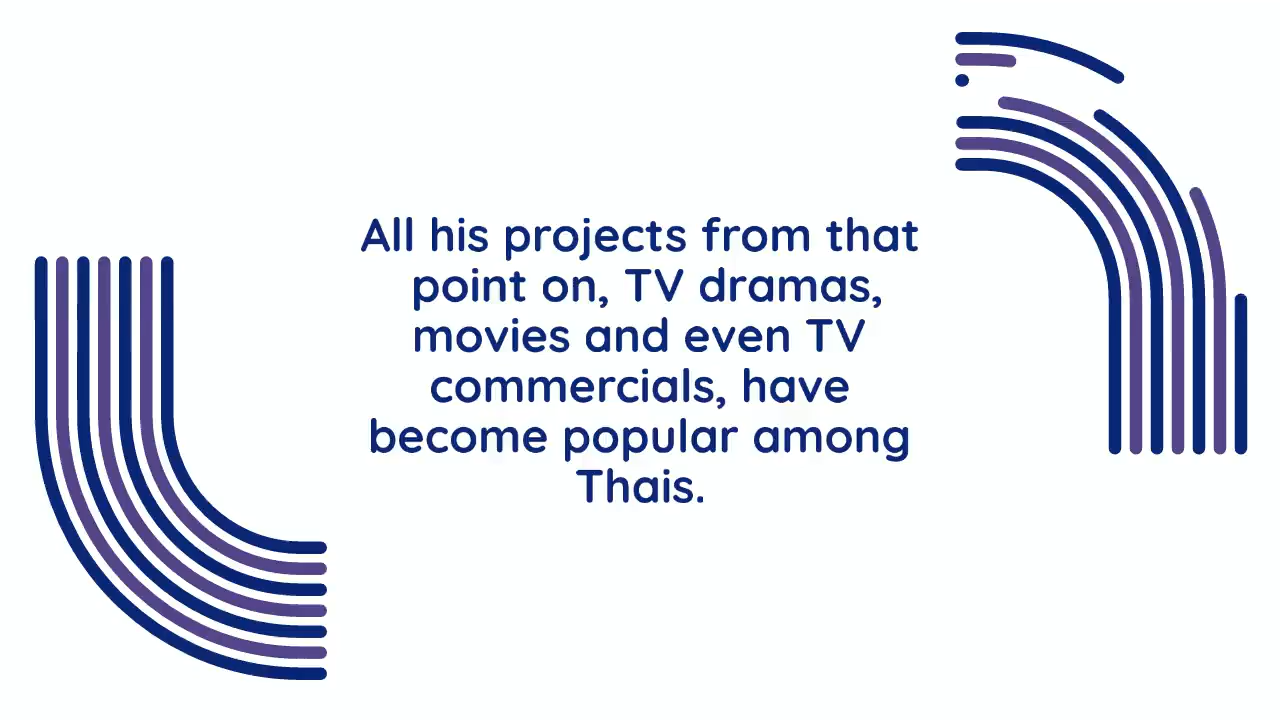 All his projects from that
point on, TV dramas,
movies and even TV
commercials, have
become popular among
Thais.